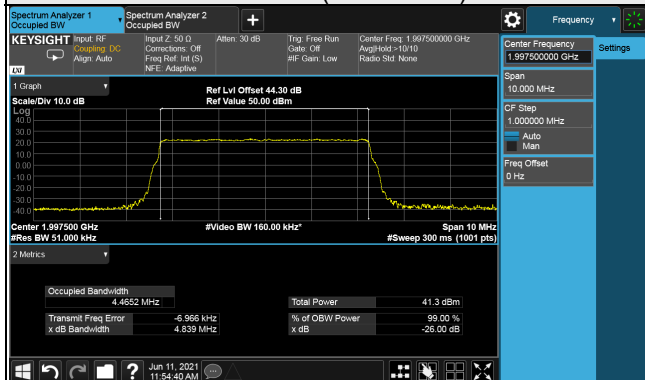 Spectrum Analyzer 1
Occupied BW
Spectrum Analyzer 2
Occupied BW
+
Frequency
KEYSIGHT
Input: RF
Coupling: DC
Align: Auto
Input Z: 50 Ω
Corrections: Off
Freq Ref: Int (S)
NFE: Adaptive
Atten: 30 dB
Trig: Free Run
Gate: Off
#IF Gain: Low
Center Freq: 1.997500000 GHz
Avg|Hold:>10/10
Radio Std: None
LXI
Center Frequency
1.997500000 GHz
Settings
Span
10.000 MHz
CF Step
1.000000 MHz
Auto
Man
Freq Offset
0 Hz
1 Graph
Scale/Div 10.0 dB
Ref Lvl Offset 44.30 dB
Ref Value 50.00 dBm
Log
40.0
30.0
20.0
10.0
0.00
-10.0
-20.0
-30.0
-40.0
Center 1.997500 GHz
#Res BW 51.000 kHz
#Video BW 160.00 kHz*
Span 10 MHz
#Sweep 300 ms (1001 pts)
2 Metrics
Occupied Bandwidth
4.4652 MHz
Total Power 41.3 dBm
Transmit Freq Error -6.966 kHz
% of OBW Power 99.00 %
x dB Bandwidth 4.839 MHz
x dB -26.00 dB
?
Jun 11, 2021
11:54:40 AM